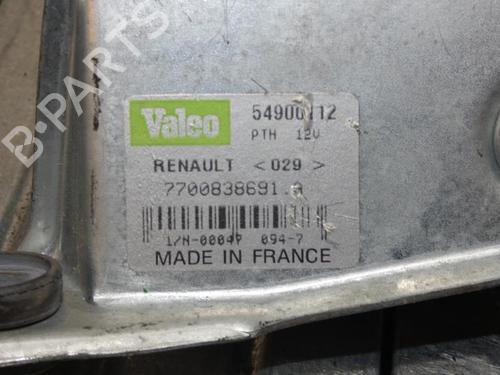 B-PARTS
Valeo 54900112
PTH 12V
RENAULT <029>
7700838691.A
1/N-00047 094-7
MADE IN FRANCE